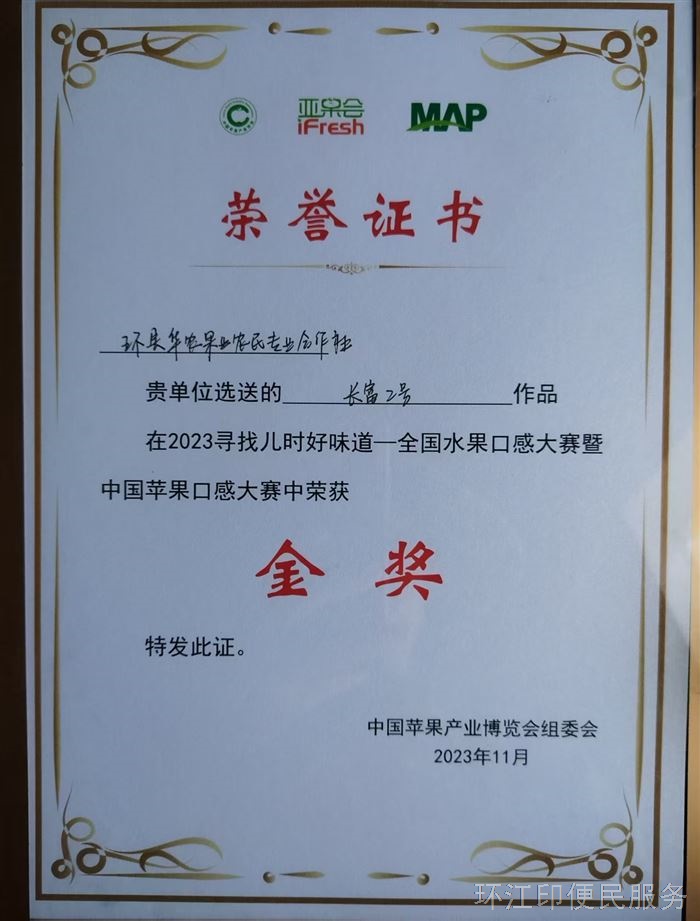 亚果会
iFresh
MAP
荣誉证书
环县华农果业农民专业合作社
贵单位选送的 长富2号 作品
在2023寻找儿时好味道—全国水果口感大赛暨
中国苹果口感大赛中荣获
金奖
特发此证。
中国苹果产业博览会组委会
2023年11月
环江印便民服务